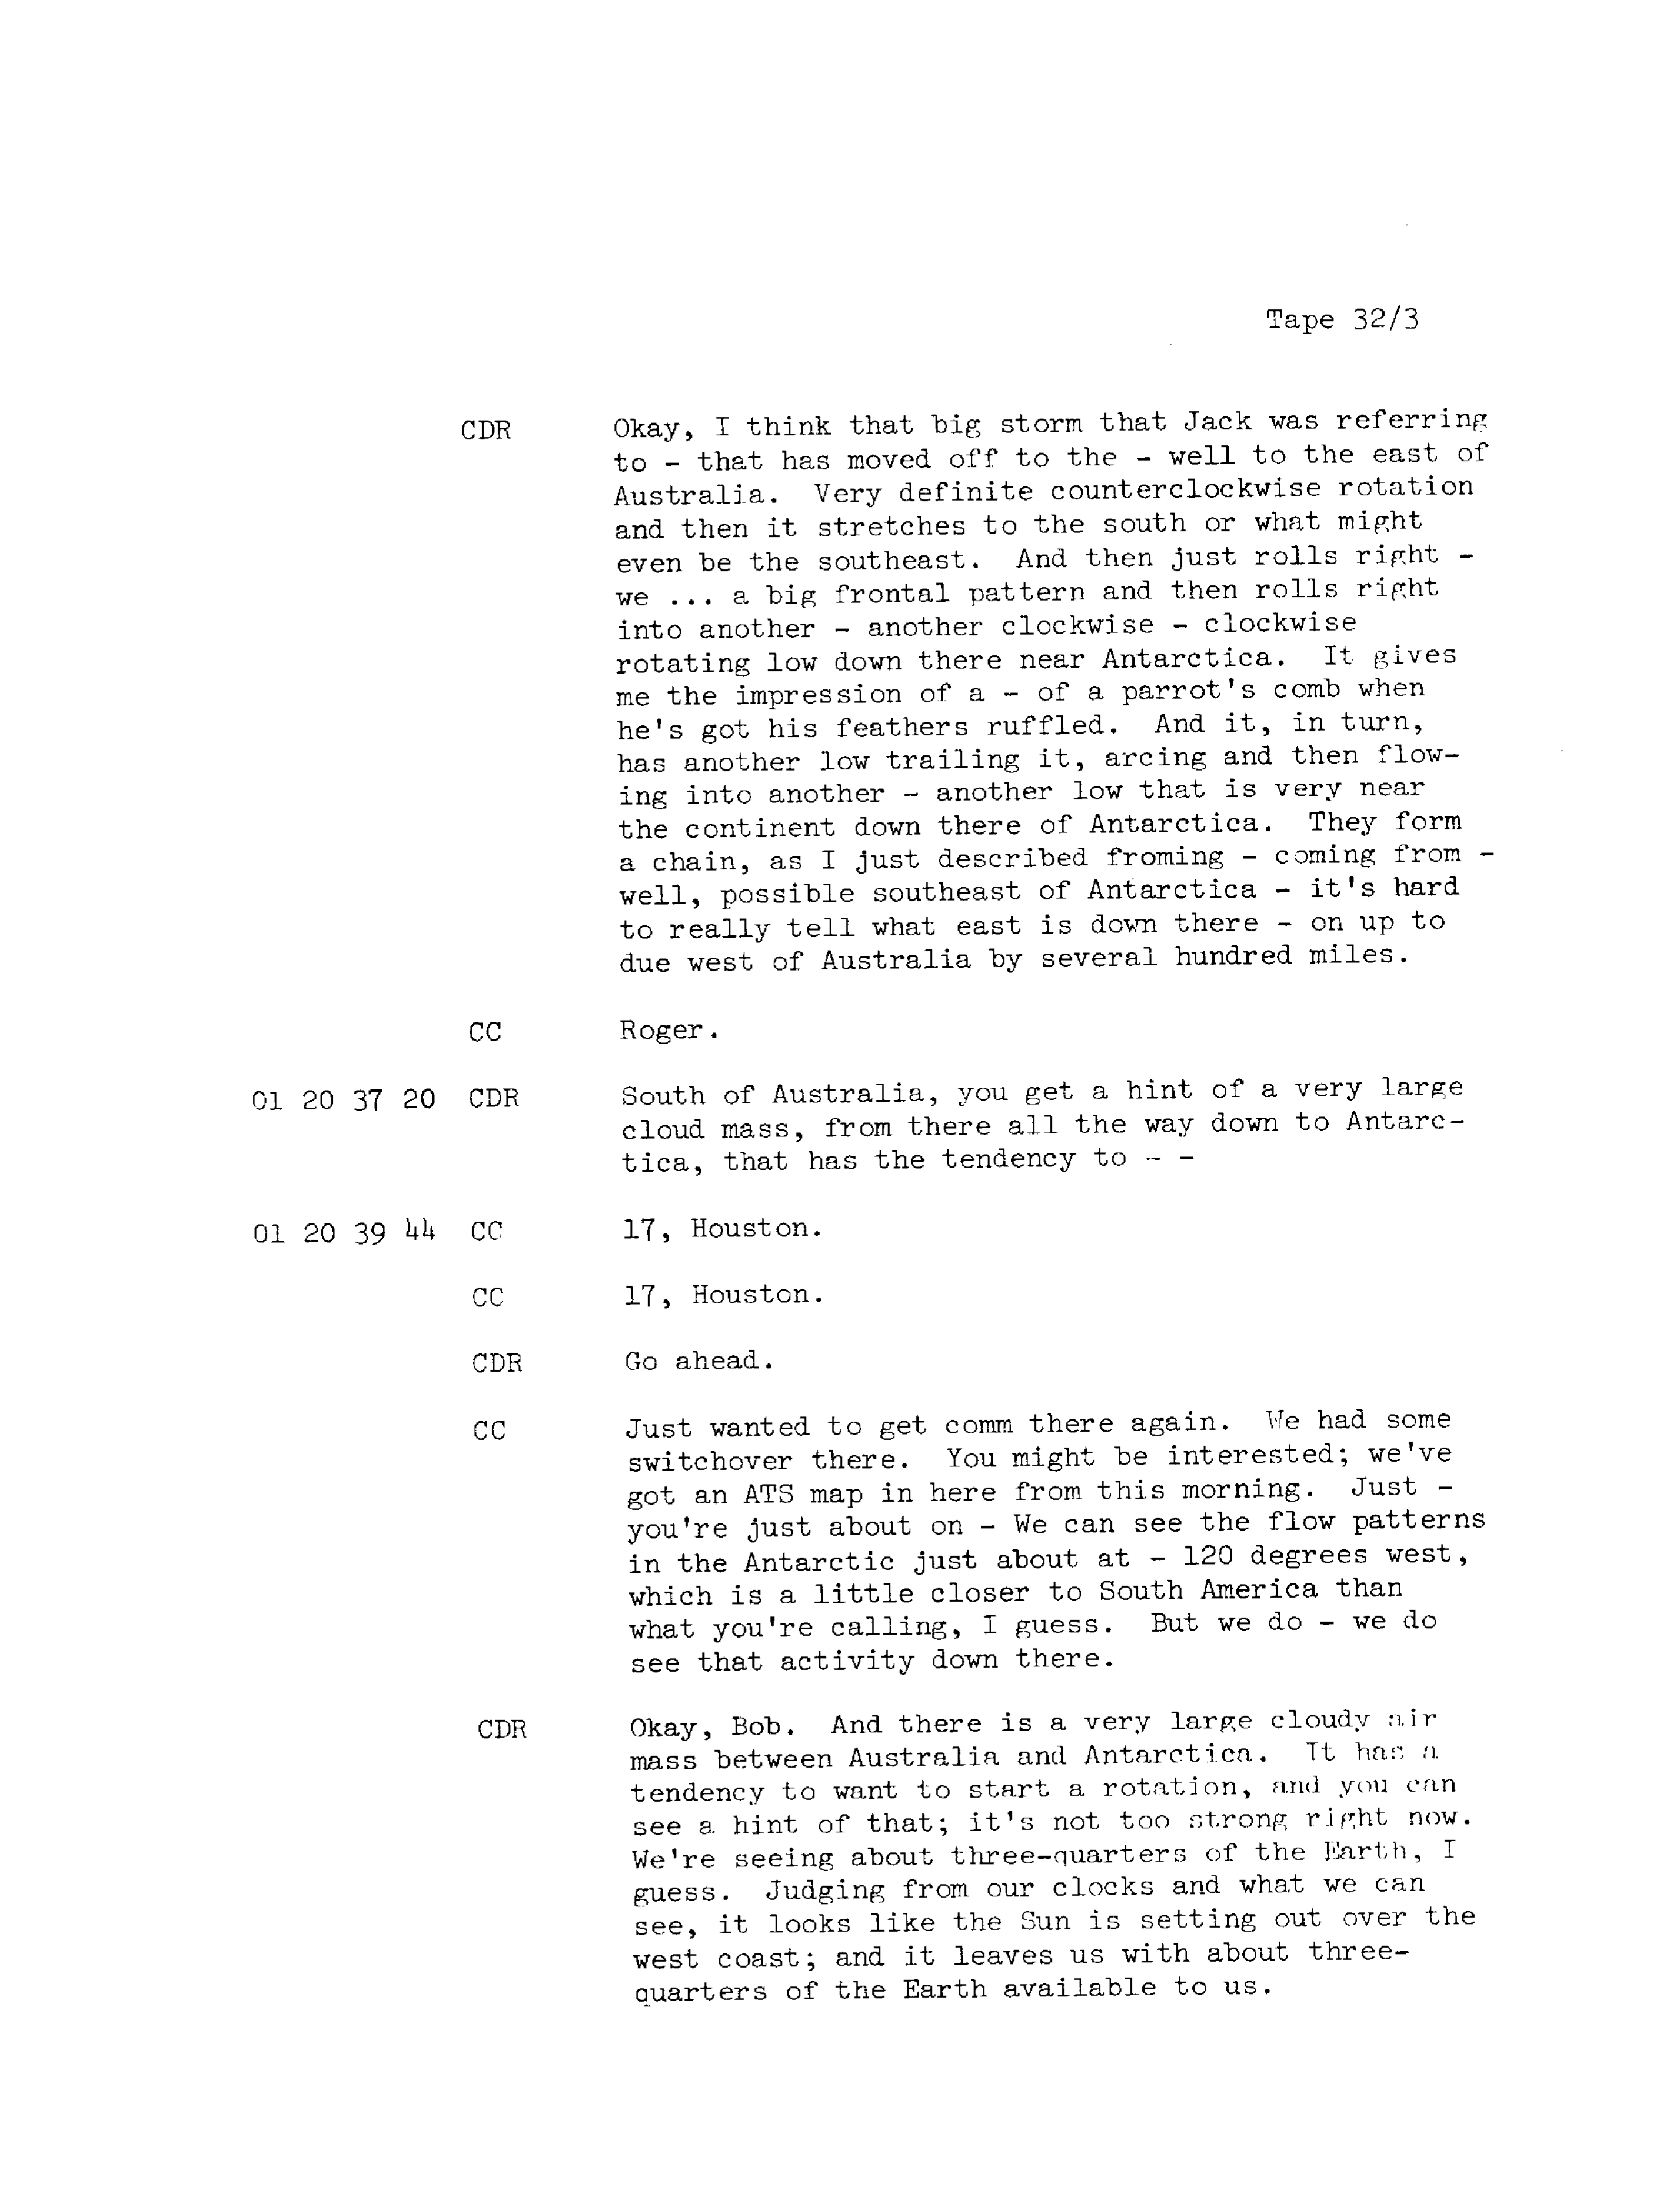 Tape 32/3
CDR Okay, I think that big storm that Jack was referring
to - that has moved off to the - well to the east of
Australia. Very definite counterclockwise rotation
and then it stretches to the south or what might
even be the southeast. And then just rolls right -
we ... a big frontal pattern and then rolls right
into another - another clockwise - clockwise
rotating low down there near Antarctica. It gives
me the impression of a - of a parrot's comb when
he's got his feathers ruffled. And it, in turn,
has another low trailing it, arcing and then flow-
ing into another - another low that is very near
the continent down there of Antarctica. They form
a chain, as I just described froming - coming from -
well, possible southeast of Antarctica - it's hard
to really tell what east is down there - on up to
due west of Australia by several hundred miles.
CC Roger.
01 20 37 20 CDR South of Australia, you get a hint of a very large
cloud mass, from there all the way down to Antarc-
tica, that has the tendency to - -
01 20 39 44 CC 17, Houston.
CC 17, Houston.
CDR Go ahead.
CC Just wanted to get comm there again. We had some
switchover there. You might be interested; we've
got an ATS map in here from this morning. Just -
you're just about on - We can see the flow patterns
in the Antarctic just about at - 120 degrees west,
which is a little closer to South America than
what you're calling, I guess. But we do - we do
see that activity down there.
CDR Okay, Bob. And there is a very large cloudy air
mass between Australia and Antarctica. It has a
tendency to want to start a rotation, and you can
see a hint of that; it's not too strong right now.
We're seeing about three-quarters of the Earth, I
guess. Judging from our clocks and what we can
see, it looks like the Sun is setting out over the
west coast; and it leaves us with about three-
quarters of the Earth available to us.